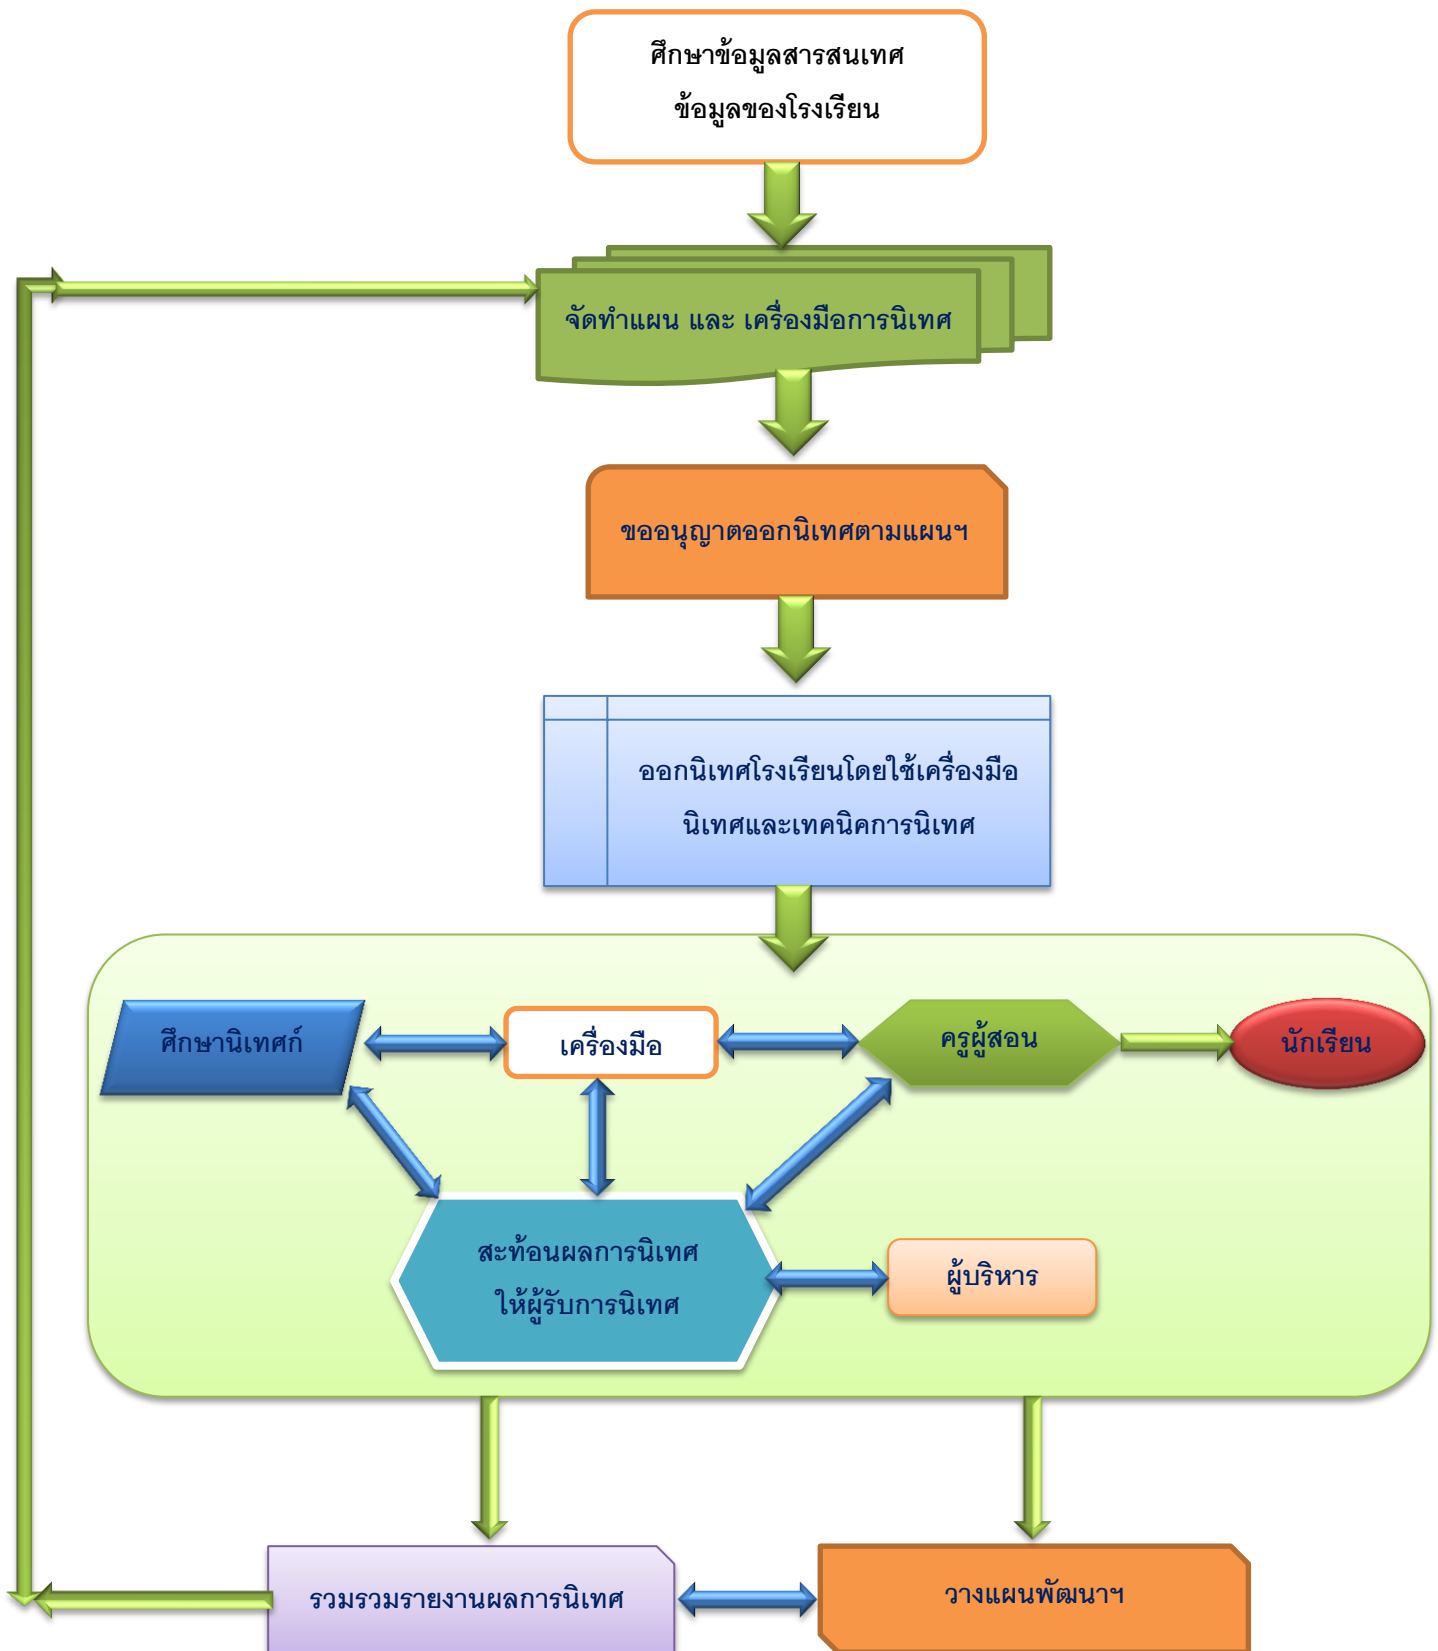 ศึกษาข้อมูลสารสนเทศ
ข้อมูลของโรงเรียน
จัดทำแผน และ เครื่องมือการนิเทศ
ขออนุญาตออกนิเทศตามแผนฯ
ออกนิเทศโรงเรียนโดยใช้เครื่องมือ
นิเทศและเทคนิคการนิเทศ
ศึกษานิเทศก์
เครื่องมือ
ครูผู้สอน
นักเรียน
สะท้อนผลการนิเทศ
ให้ผู้รับการนิเทศ
ผู้บริหาร
รวมรวมรายงานผลการนิเทศ
วางแผนพัฒนาฯ